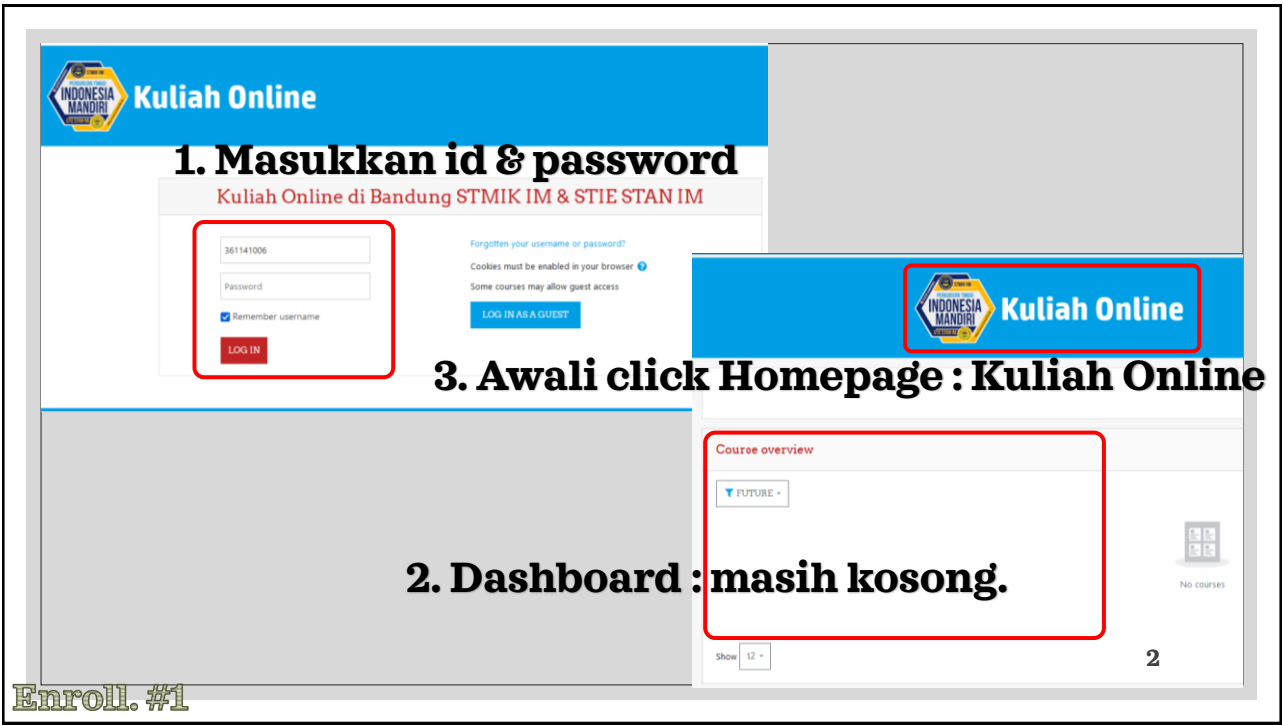 INDONESIA
MANDIRI
Kuliah Online
1. Masukkan id & password
Kuliah Online di Bandung STMIK IM & STIE STAN IM
361141006
Password
Remember username
LOG IN
Forgotten your username or password?
Cookies must be enabled in your browser
Some courses may allow guest access
LOG IN AS A GUEST
INDONESIA
MANDIRI
Kuliah Online
3. Awali click Homepage : Kuliah Online
Course overview
FUTURE
No courses
2. Dashboard : masih kosong.
Show 12
2
Enroll. #1